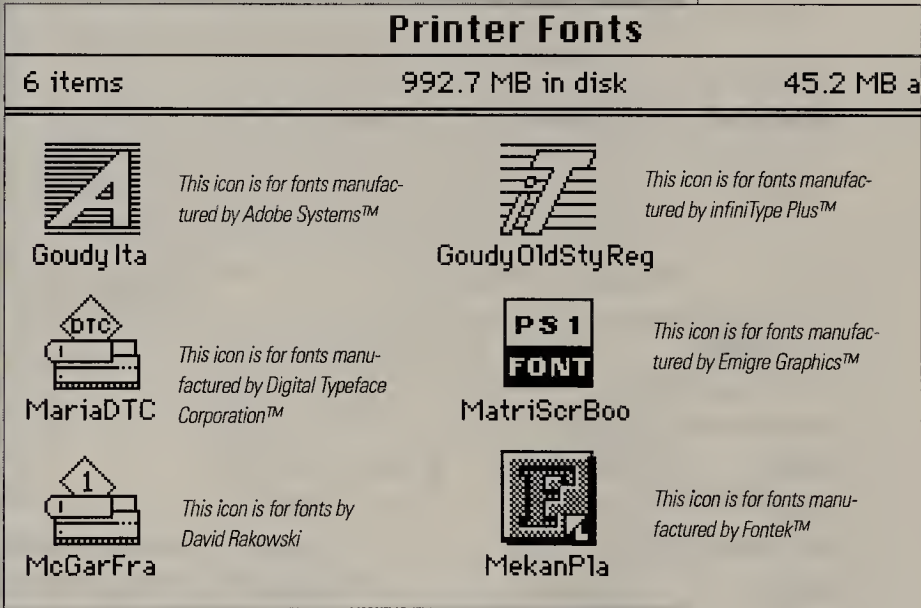 Printer Fonts
6 items 992.7 MB in disk 45.2 MB a
A
This icon is for fonts manufac-
tured by Adobe Systems™
Goudy Ita
iT
This icon is for fonts manufac-
tured by infiniType Plus™
GoudyOldStyReg
DTC
This icon is for fonts manu-
factured by Digital Typeface
Corporation™
MariaDTC
PS1
FONT
This icon is for fonts manufac-
tured by Emigre Graphics™
MatriScrBoo
1
This icon is for fonts by
David Rakowski
McGarFra
F
This icon is for fonts manu-
factured by Fontek™
MekanPla